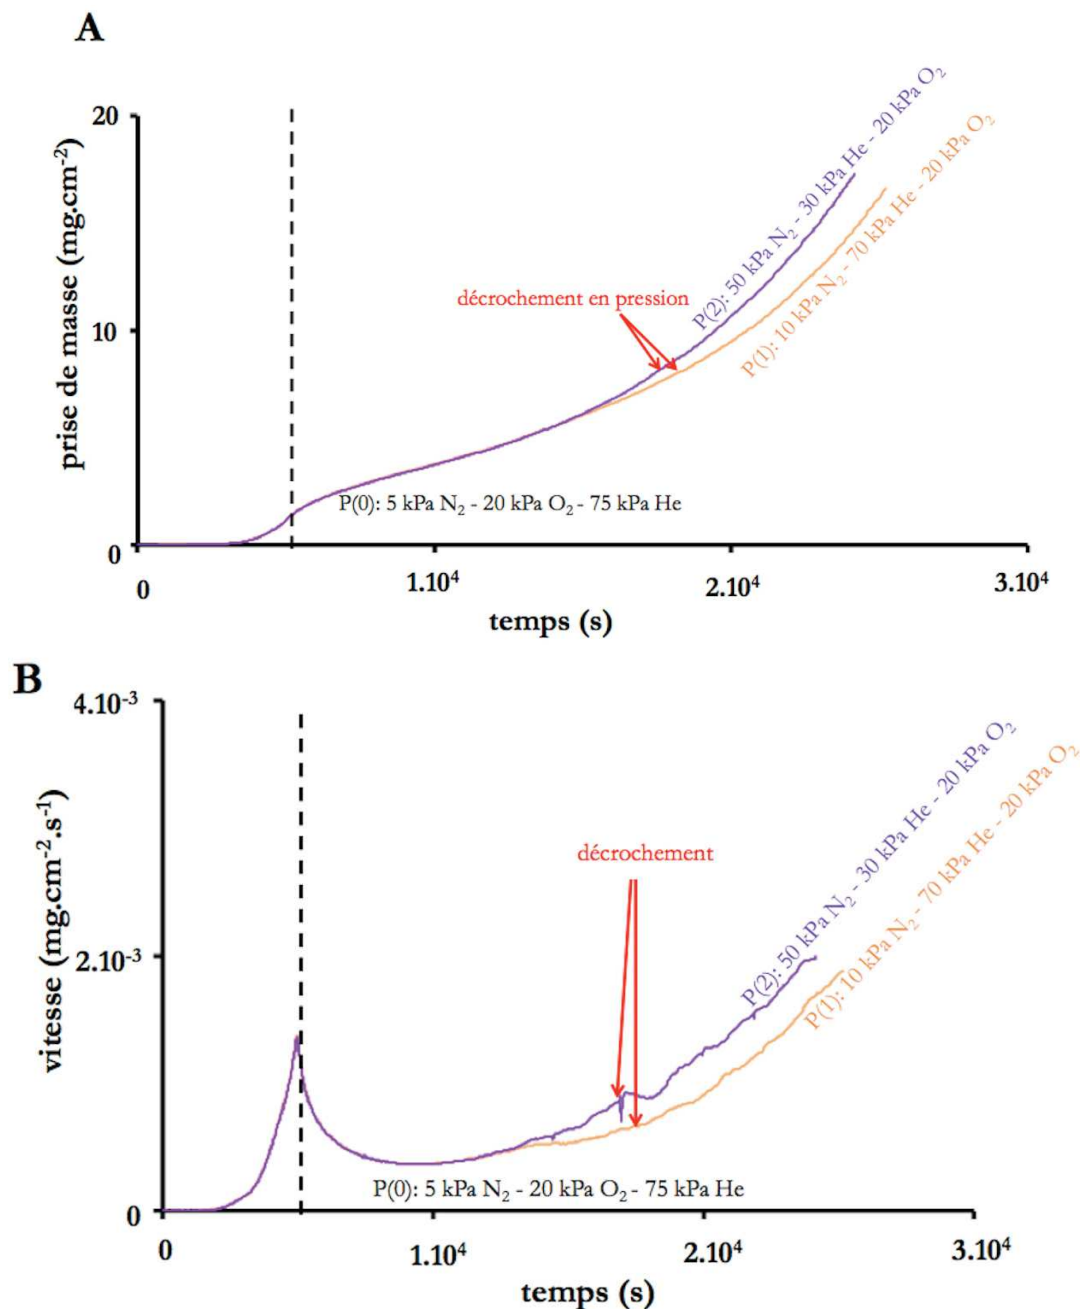 A
20
10
0
prise de masse (mg.cm⁻²)
décrochement en pression
P(2): 50 kPa N₂ - 30 kPa He - 20 kPa O₂
P(1): 10 kPa N₂ - 70 kPa He - 20 kPa O₂
P(0): 5 kPa N₂ - 20 kPa O₂ - 75 kPa He
0
1.10⁴
2.10⁴
3.10⁴
temps (s)
B
4.10⁻³
2.10⁻³
0
vitesse (mg.cm⁻².s⁻¹)
décrochement
P(2): 50 kPa N₂ - 30 kPa He - 20 kPa O₂
P(1): 10 kPa N₂ - 70 kPa He - 20 kPa O₂
P(0): 5 kPa N₂ - 20 kPa O₂ - 75 kPa He
0
1.10⁴
2.10⁴
3.10⁴
temps (s)